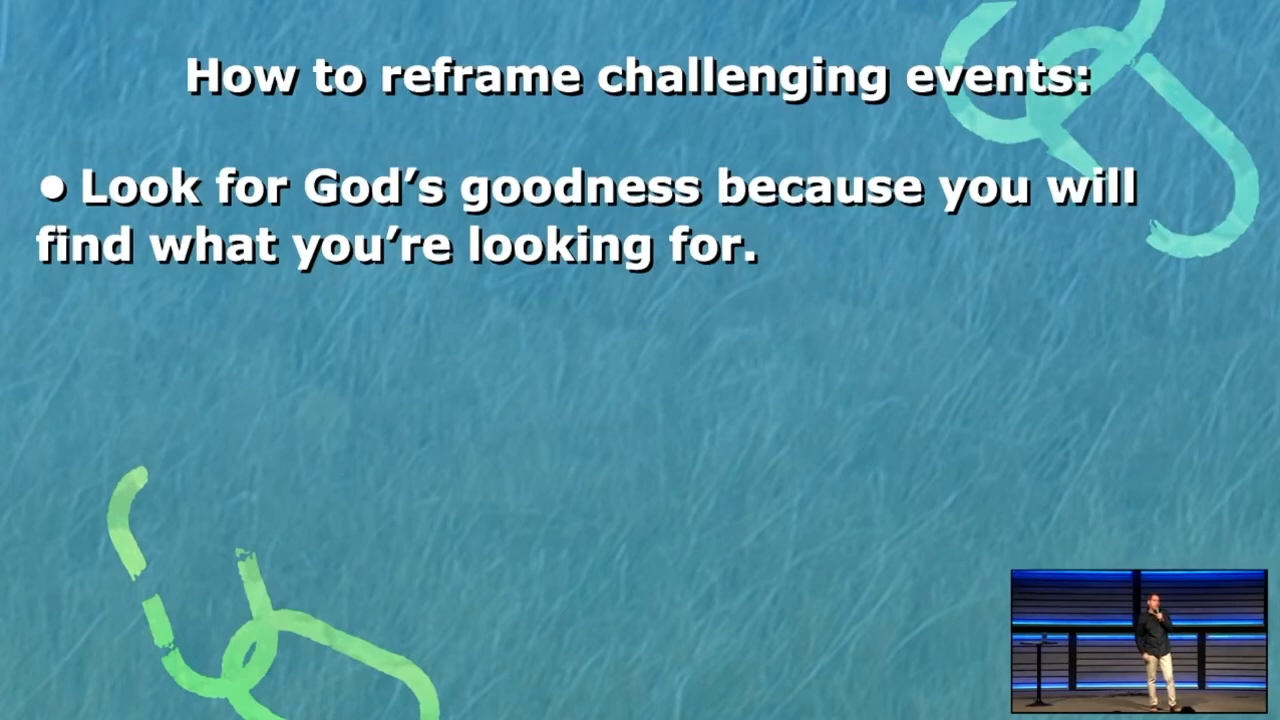 How to reframe challenging events:
● Look for God’s goodness because you will
find what you’re looking for.